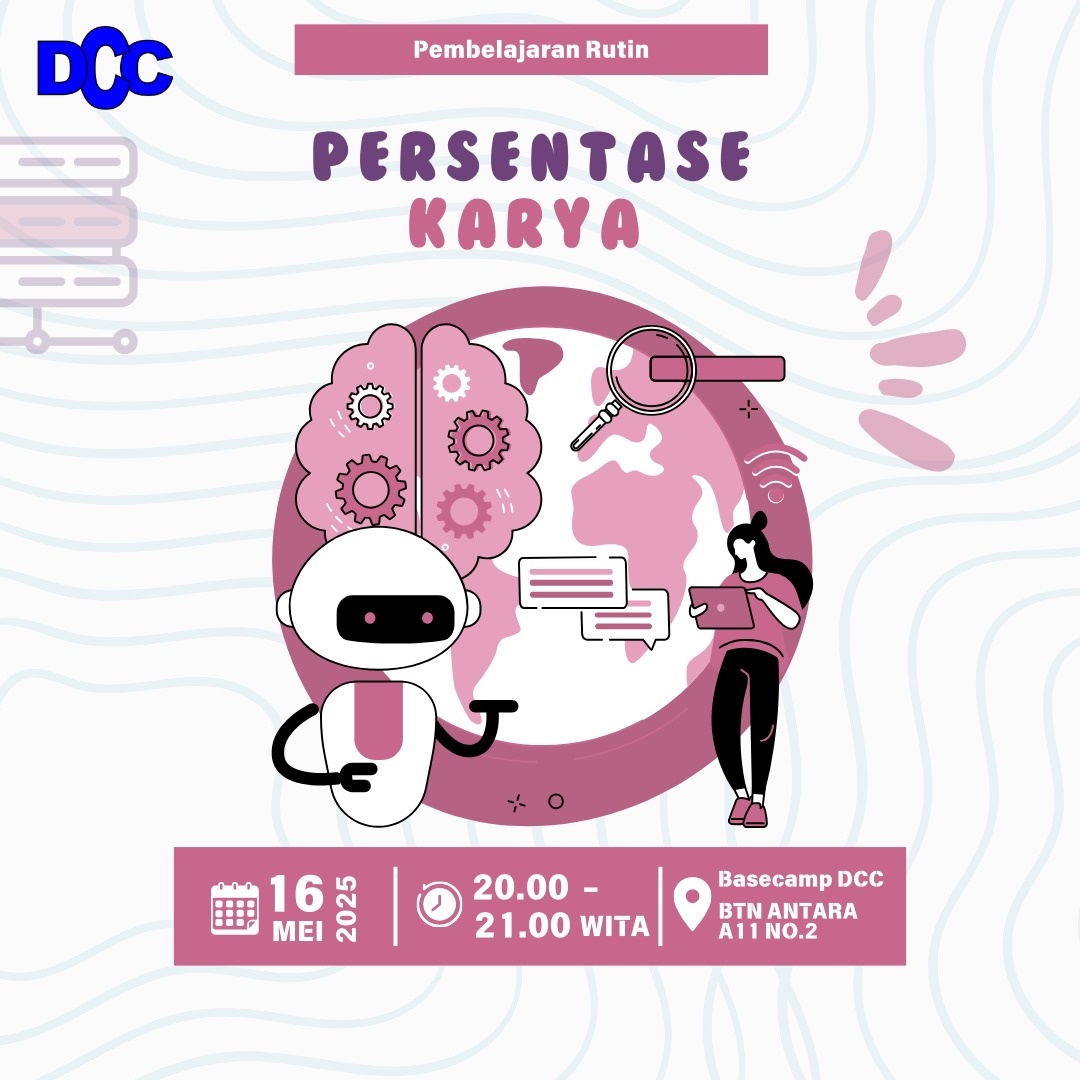 DCC
Pembelajaran Rutin
PERSENTASE
KARYA
16
MEI
2025
20.00 –
21.00 WITA
Basecamp DCC
BTN ANTARA
A11 NO.2